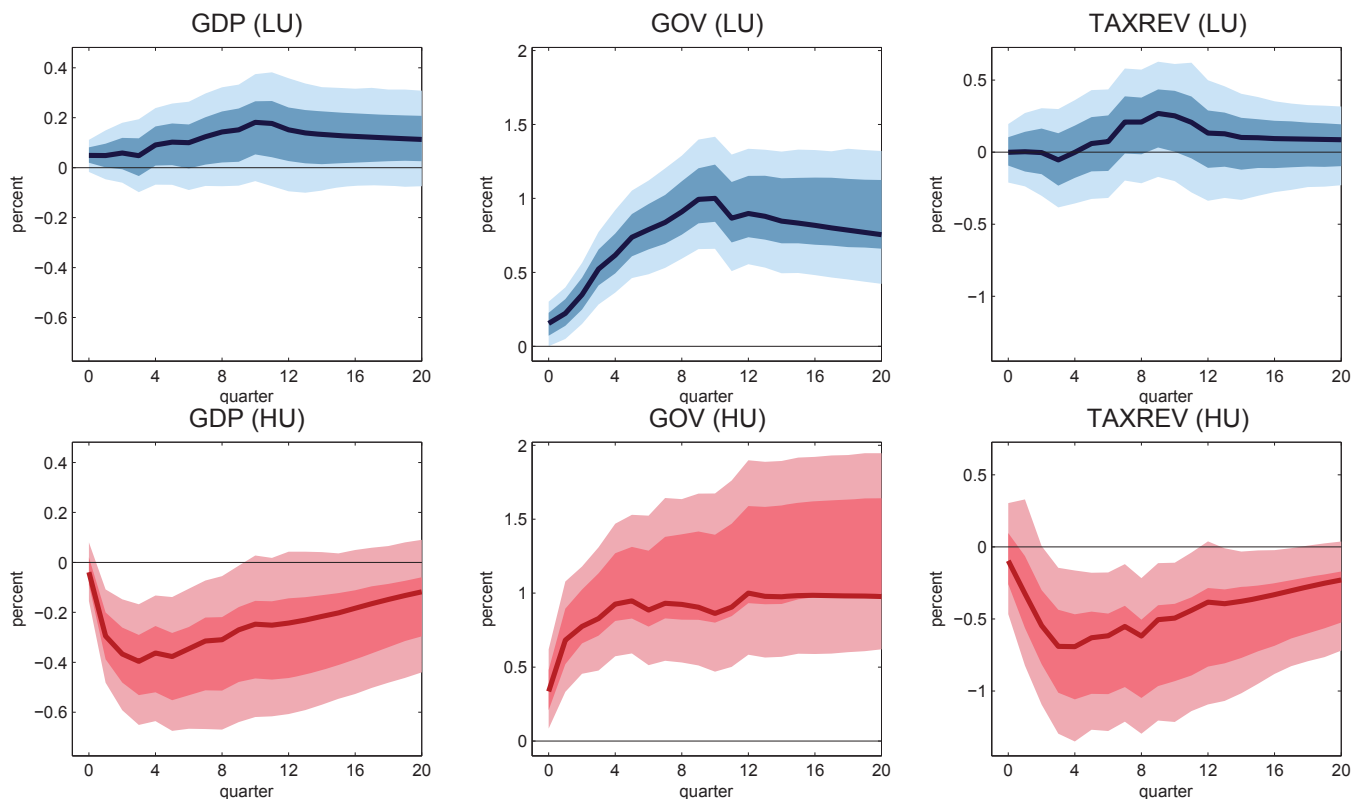 GDP (LU)
GOV (LU)
TAXREV (LU)
percent
0.4
0.2
0
−0.2
−0.4
−0.6
0 4 8 12 16 20
quarter
percent
2
1.5
1
0.5
0
0 4 8 12 16 20
quarter
percent
0.5
0
−0.5
−1
0 4 8 12 16 20
quarter
GDP (HU)
GOV (HU)
TAXREV (HU)
percent
0.4
0.2
0
−0.2
−0.4
−0.6
0 4 8 12 16 20
quarter
percent
2
1.5
1
0.5
0
0 4 8 12 16 20
quarter
percent
0.5
0
−0.5
−1
0 4 8 12 16 20
quarter